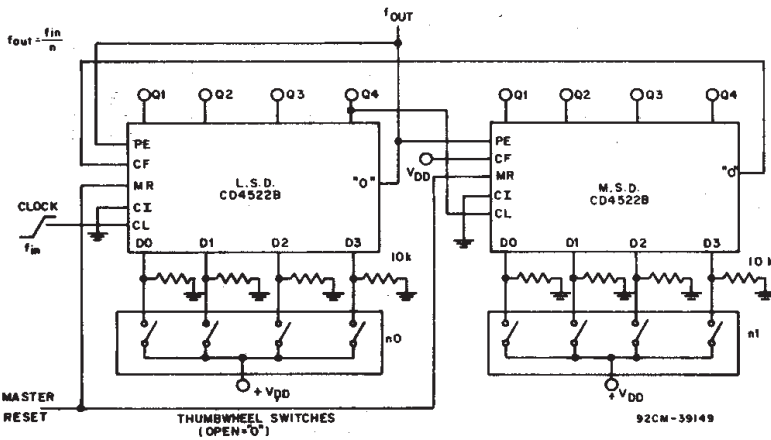 fOUT
fout = fin/n
Q1 Q2 Q3 Q4
Q1 Q2 Q3 Q4
PE
CF
MR
CI
CL
L.S.D.
CD4522B
"0"
VDD
PE
CF
MR
CI
CL
M.S.D.
CD4522B
"0"
CLOCK
fin
D0 D1 D2 D3
D0 D1 D2 D3
10k
10k
n0
n1
+VDD
+VDD
MASTER
RESET
THUMBWHEEL SWITCHES
(OPEN="0")
92CM-39149